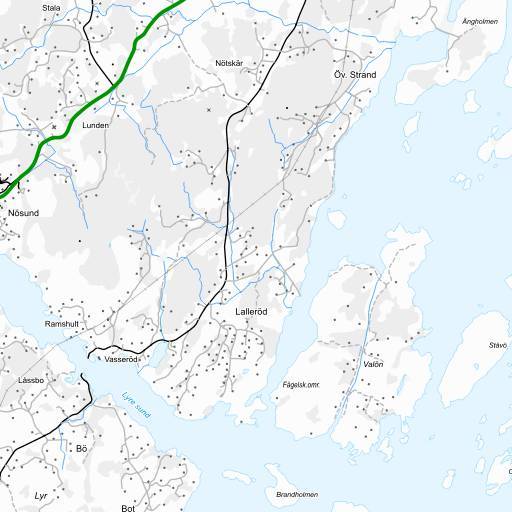 Stala
Ängholmen
Nötskär
Öv. Strand
Lunden
Nösund
Lalleröd
Ramshult
Stävö
Vasseröd
Valön
Låssbo
Fågelsk.omr.
Lyre sund
Bö
Lyr
Brandholmen
Bot